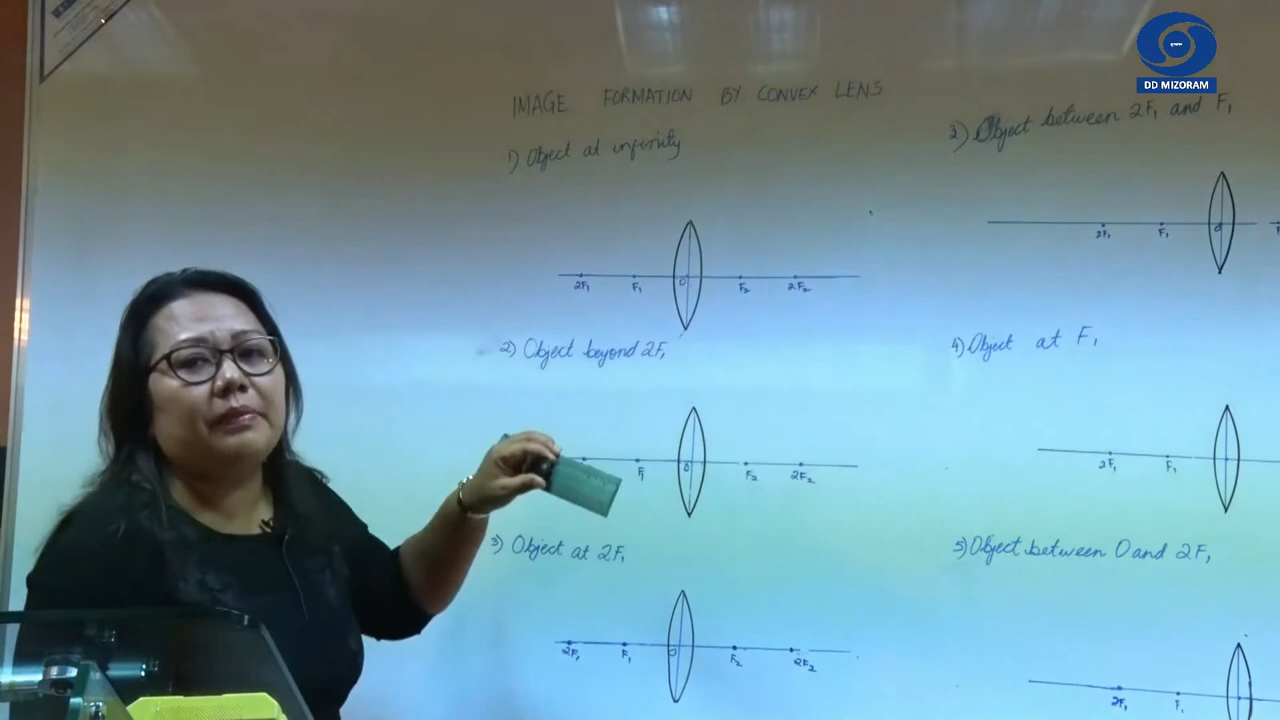 DD MIZORAM
IMAGE FORMATION BY CONVEX LENS
1) Object at infinity
2F₁ F₁ O F₂ 2F₂
2) Object beyond 2F₁
F₁ O F₂ 2F₂
3) Object at 2F₁
2F₁ F₁ O F₂ 2F₂
3) Object between 2F₁ and F₁
2F₁ F₁ O
4) Object at F₁
2F₁ F₁
5) Object between O and 2F₁
2F₁ F₁